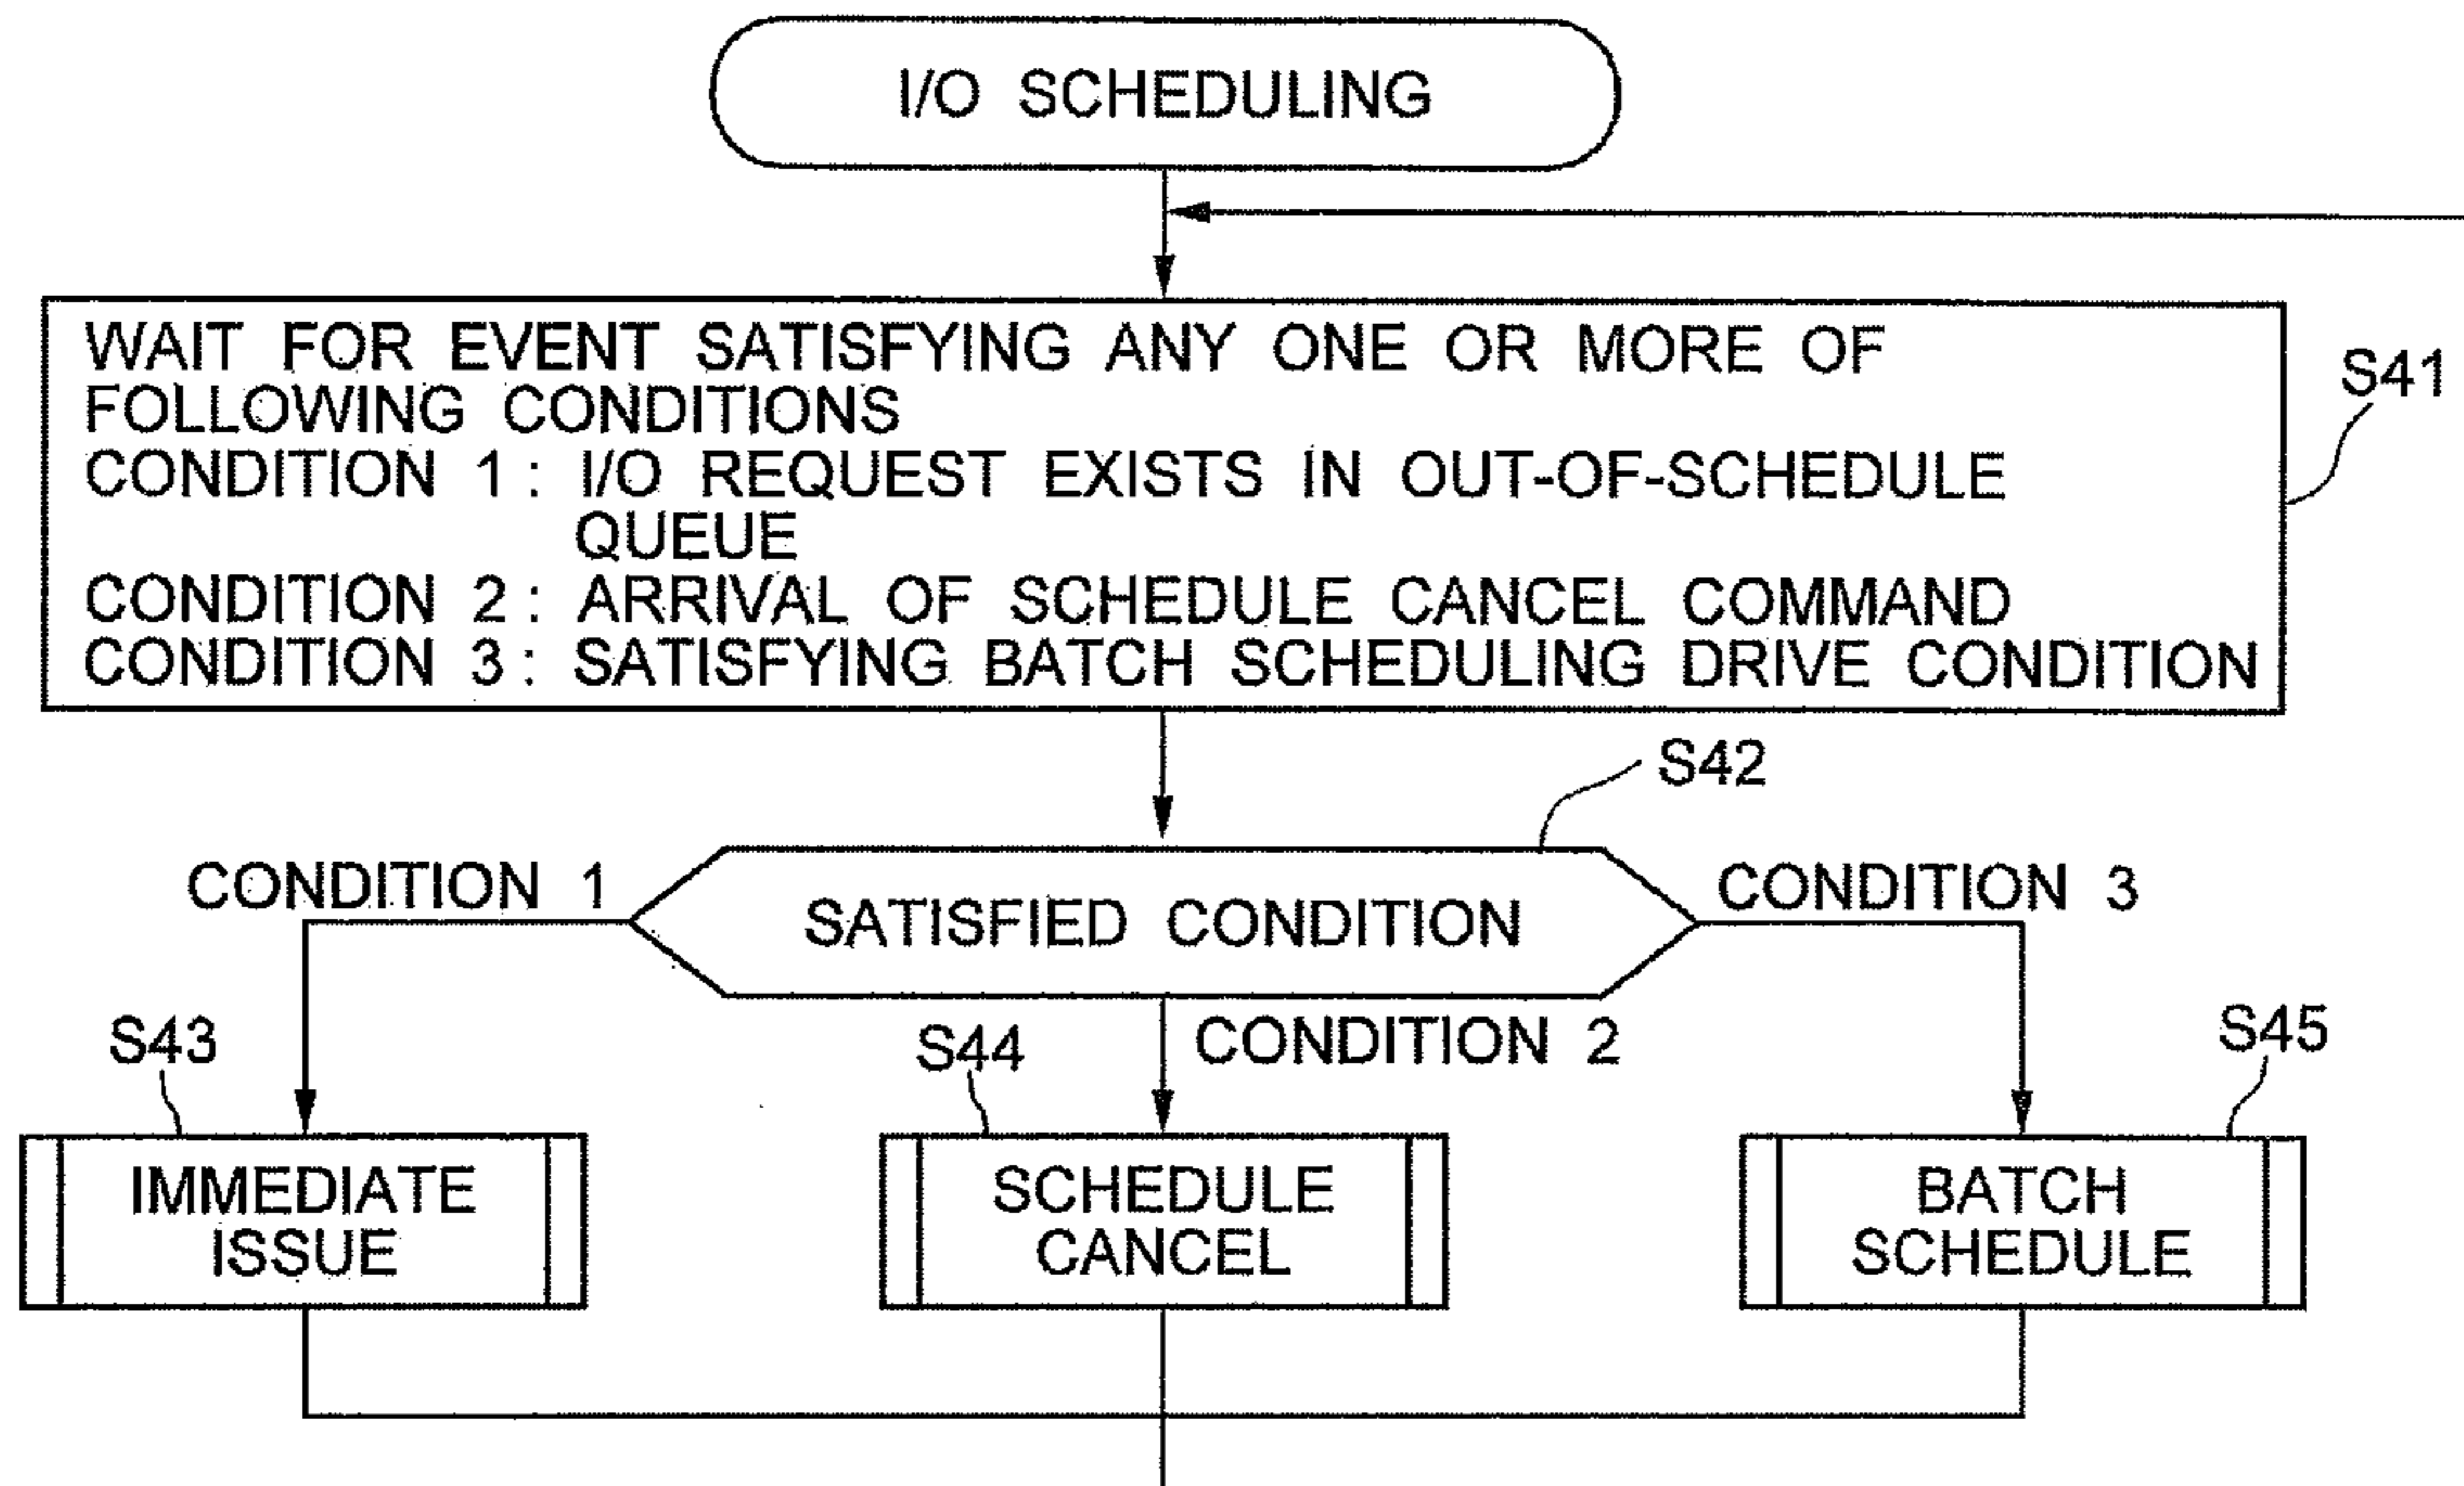 I/O SCHEDULING
WAIT FOR EVENT SATISFYING ANY ONE OR MORE OF
FOLLOWING CONDITIONS
CONDITION 1 : I/O REQUEST EXISTS IN OUT-OF-SCHEDULE
QUEUE
CONDITION 2 : ARRIVAL OF SCHEDULE CANCEL COMMAND
CONDITION 3 : SATISFYING BATCH SCHEDULING DRIVE CONDITION
S41
S42
CONDITION 1
SATISFIED CONDITION
CONDITION 3
CONDITION 2
S43
IMMEDIATE
ISSUE
S44
SCHEDULE
CANCEL
S45
BATCH
SCHEDULE